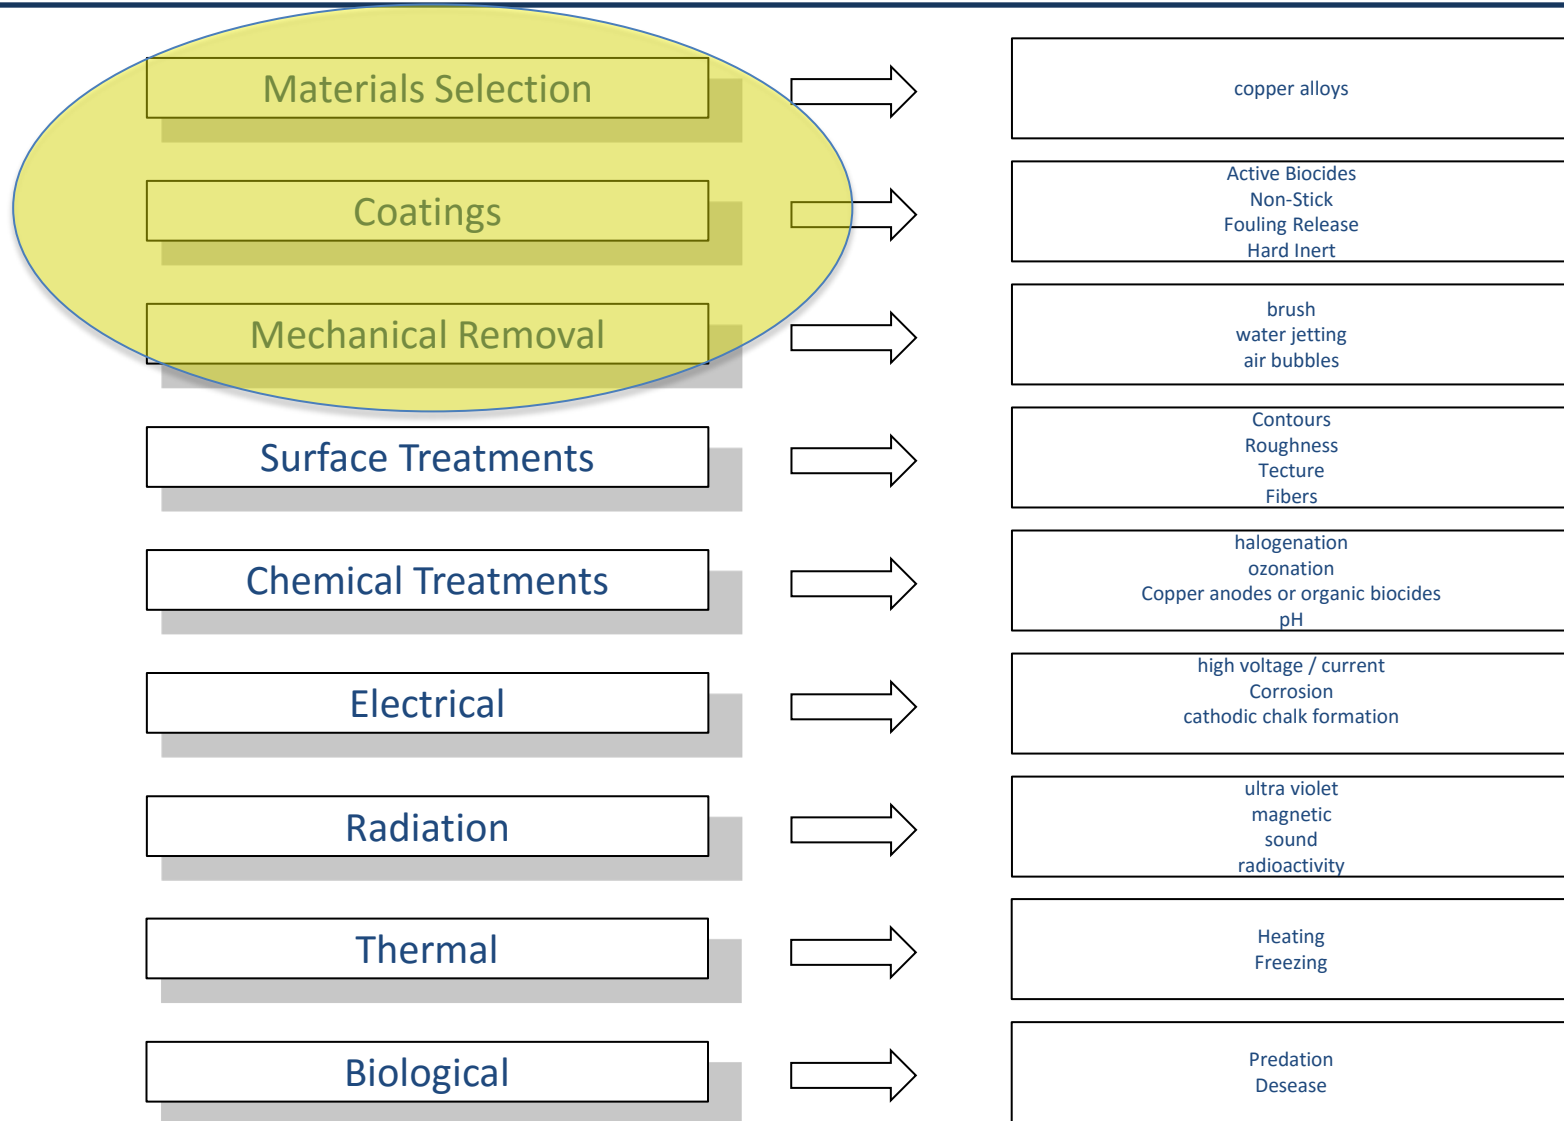 Materials Selection
copper alloys
Coatings
Active Biocides
Non-Stick
Fouling Release
Hard Inert
Mechanical Removal
brush
water jetting
air bubbles
Surface Treatments
Contours
Roughness
Tecture
Fibers
Chemical Treatments
halogenation
ozonation
Copper anodes or organic biocides
pH
Electrical
high voltage / current
Corrosion
cathodic chalk formation
Radiation
ultra violet
magnetic
sound
radioactivity
Thermal
Heating
Freezing
Biological
Predation
Desease